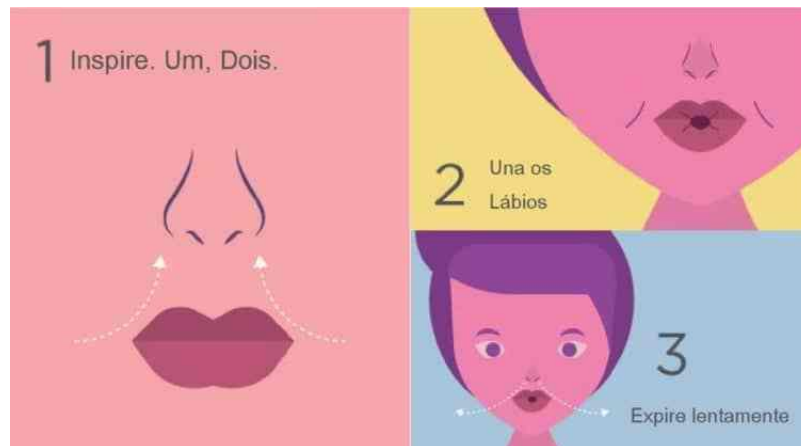 1 Inspire. Um, Dois.
2 Una os
Lábios
3
Expire lentamente